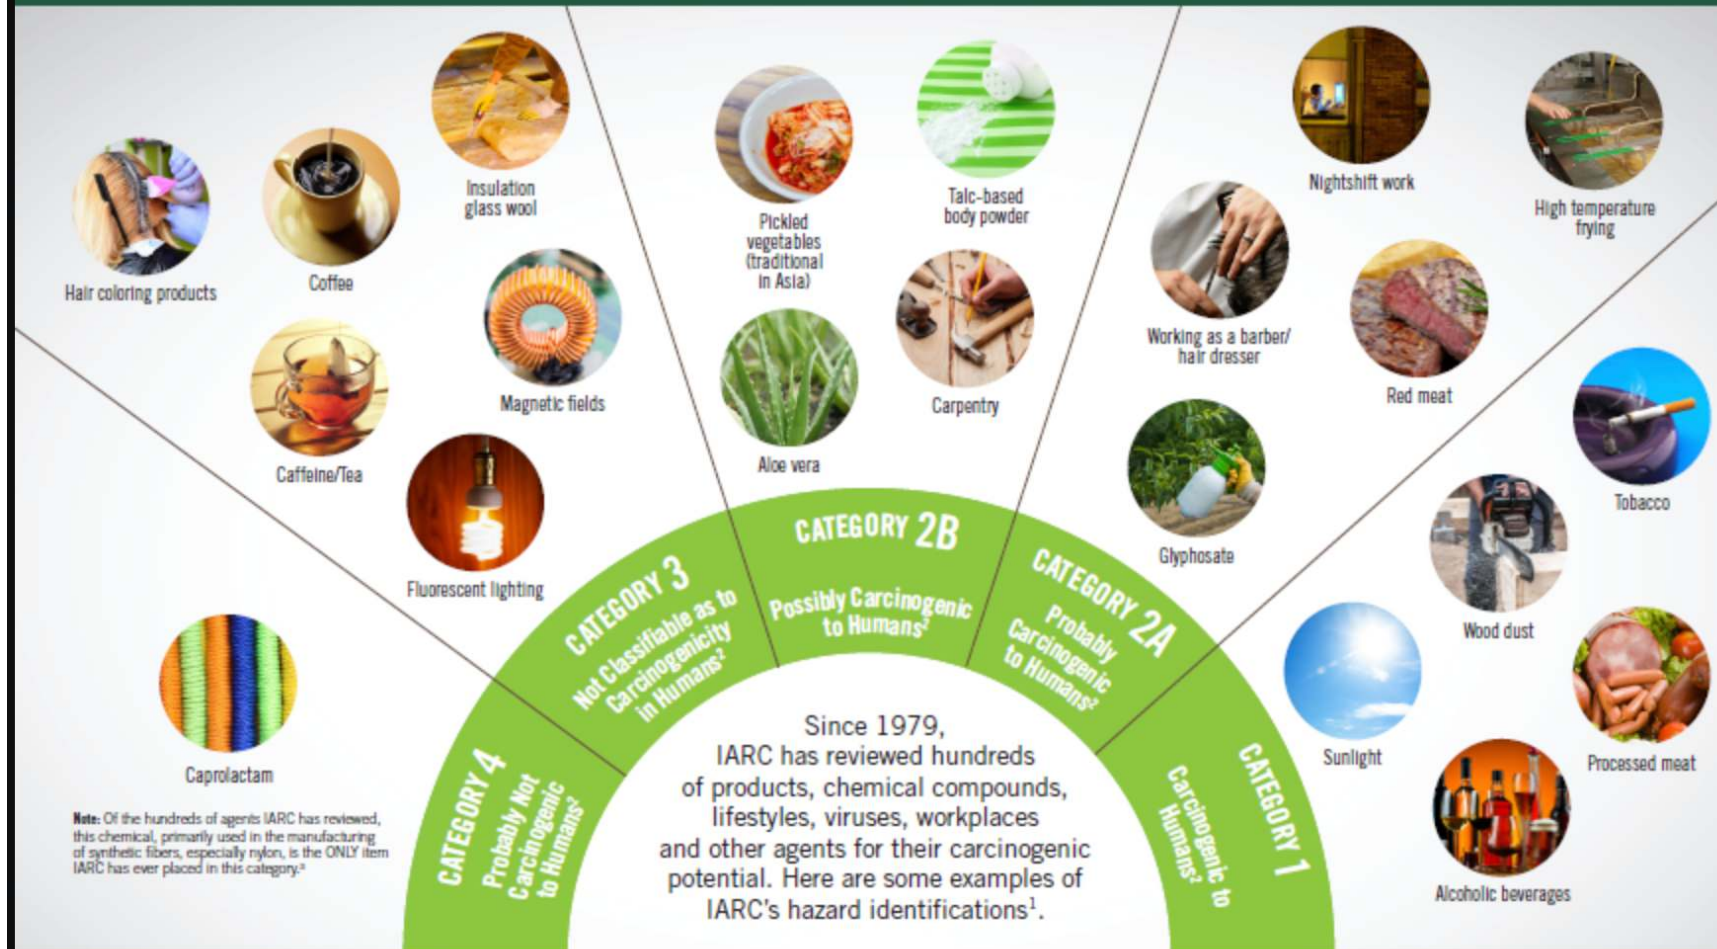 Hair coloring products
Coffee
Insulation
glass wool
Caffeine/Tea
Magnetic fields
Fluorescent lighting
Pickled
vegetables
(traditional
in Asia)
Talc-based
body powder
Aloe vera
Carpentry
Nightshift work
High temperature
frying
Working as a barber/
hair dresser
Red meat
Glyphosate
Tobacco
Wood dust
Sunlight
Processed meat
Alcoholic beverages
Caprolactam
Note: Of the hundreds of agents IARC has reviewed,
this chemical, primarily used in the manufacturing
of synthetic fibers, especially nylon, is the ONLY item
IARC has ever placed in this category.³
CATEGORY 4
Probably Not
Carcinogenic
to Humans²
CATEGORY 3
Not Classifiable as to
Carcinogenicity
in Humans²
CATEGORY 2B
Possibly Carcinogenic
to Humans²
CATEGORY 2A
Probably
Carcinogenic
to Humans²
CATEGORY 1
Carcinogenic to
Humans²
Since 1979,
IARC has reviewed hundreds
of products, chemical compounds,
lifestyles, viruses, workplaces
and other agents for their carcinogenic
potential. Here are some examples of
IARC's hazard identifications¹.